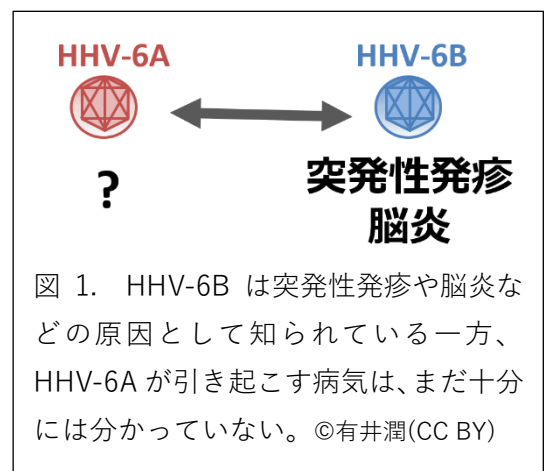 HHV-6A HHV-6B
? 突発性発疹
脳炎
図 1. HHV-6B は突発性発疹や脳炎な
どの原因として知られている一方、
HHV-6A が引き起こす病気は、まだ十分
には分かっていない。©有井潤(CC BY)